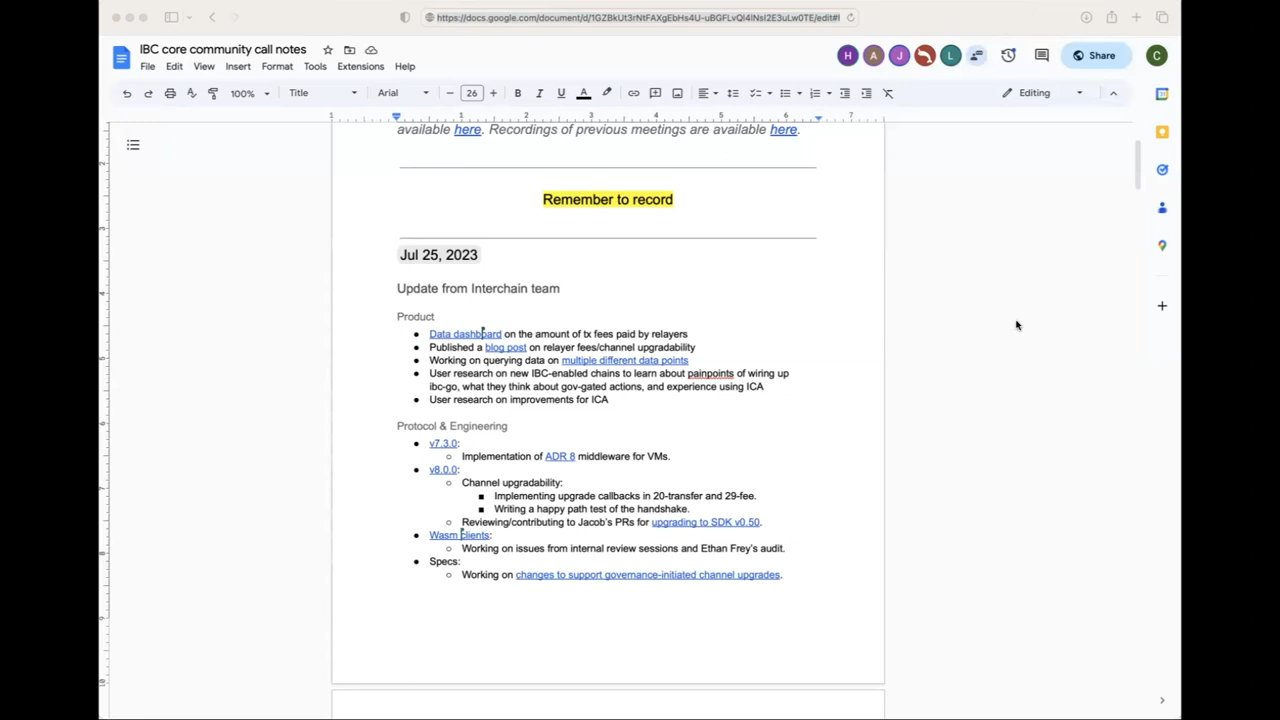 https://docs.google.com/document/d/1GZBkUt3rNtFAXgEbHs4U-uBGFLvQl4lNsI2E3uLw0TE/edit#l
IBC core community call notes
H A J L Share C
File Edit View Insert Format Tools Extensions Help
100% Title Arial 26 B I U A Editing
1 1 2 3 4 5 6 7
available here. Recordings of previous meetings are available here.
Remember to record
Jul 25, 2023
Update from Interchain team
Product
● Data dashboard on the amount of tx fees paid by relayers
● Published a blog post on relayer fees/channel upgradability
● Working on querying data on multiple different data points
● User research on new IBC-enabled chains to learn about painpoints of wiring up
ibc-go, what they think about gov-gated actions, and experience using ICA
● User research on improvements for ICA
Protocol & Engineering
● v7.3.0:
○ Implementation of ADR 8 middleware for VMs.
● v8.0.0:
○ Channel upgradability:
■ Implementing upgrade callbacks in 20-transfer and 29-fee.
■ Writing a happy path test of the handshake.
○ Reviewing/contributing to Jacob's PRs for upgrading to SDK v0.50.
● Wasm clients:
○ Working on issues from internal review sessions and Ethan Frey's audit.
● Specs:
○ Working on changes to support governance-initiated channel upgrades.